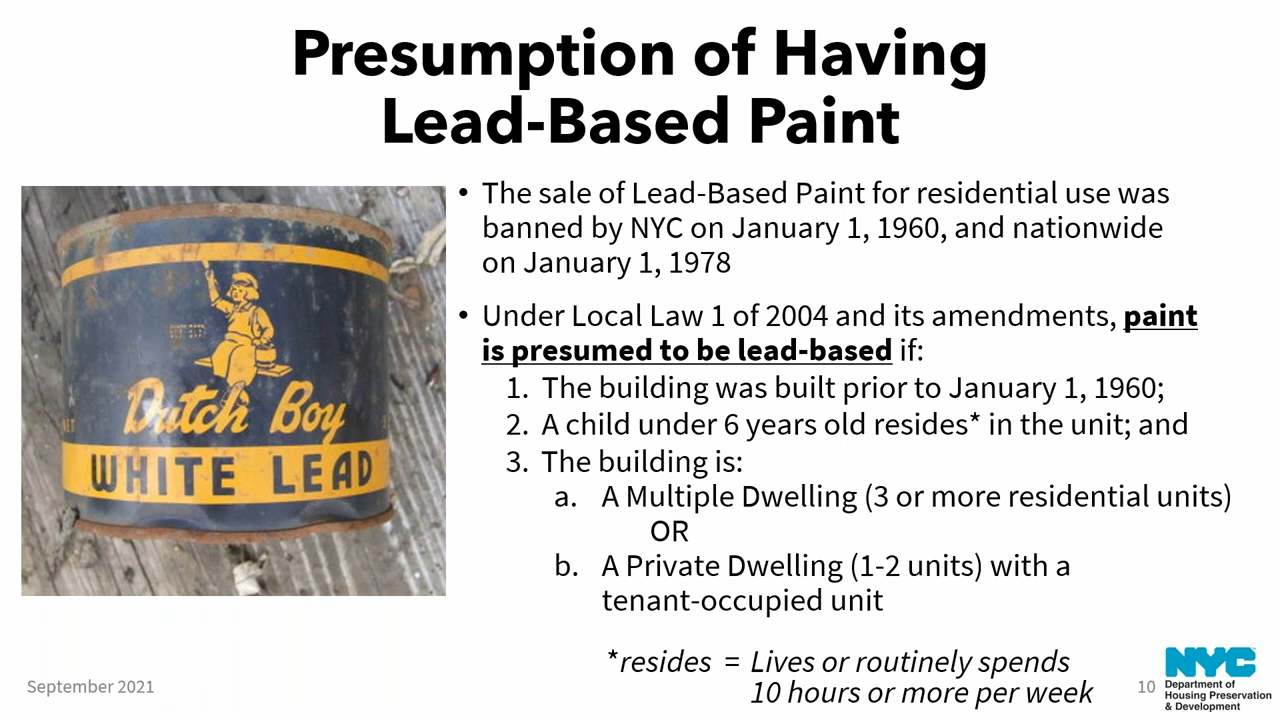 Presumption of Having
Lead-Based Paint
Dutch Boy
WHITE LEAD
• The sale of Lead-Based Paint for residential use was
banned by NYC on January 1, 1960, and nationwide
on January 1, 1978
• Under Local Law 1 of 2004 and its amendments, paint
is presumed to be lead-based if:
1. The building was built prior to January 1, 1960;
2. A child under 6 years old resides* in the unit; and
3. The building is:
a. A Multiple Dwelling (3 or more residential units)
OR
b. A Private Dwelling (1-2 units) with a
tenant-occupied unit
*resides = Lives or routinely spends
10 hours or more per week
September 2021
10
NYC
Department of
Housing Preservation
& Development